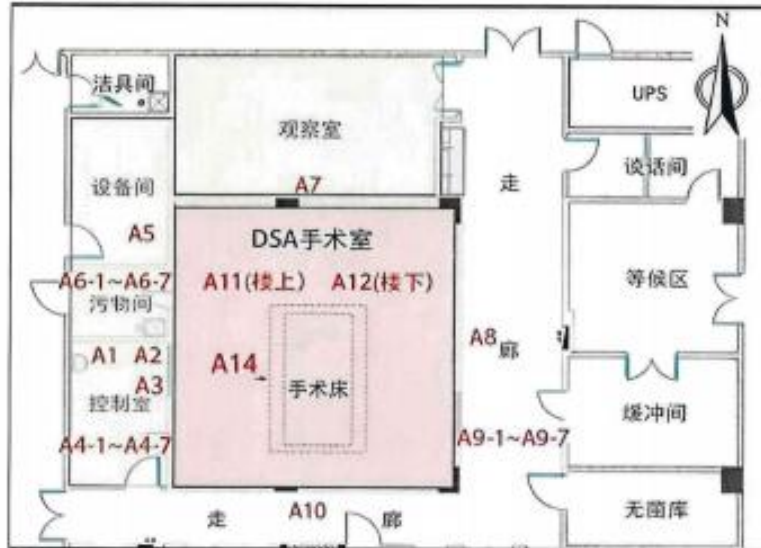 N
洁具间
UPS
观察室
谈话间
设备间
A7
走
A5
DSA手术室
等候区
A6-1~A6-7
A11(楼上)
A12(楼下)
污物间
A8
廊
A1
A2
A14
手术床
A3
控制室
缓冲间
A4-1~A4-7
A9-1~A9-7
走
A10
廊
无菌库